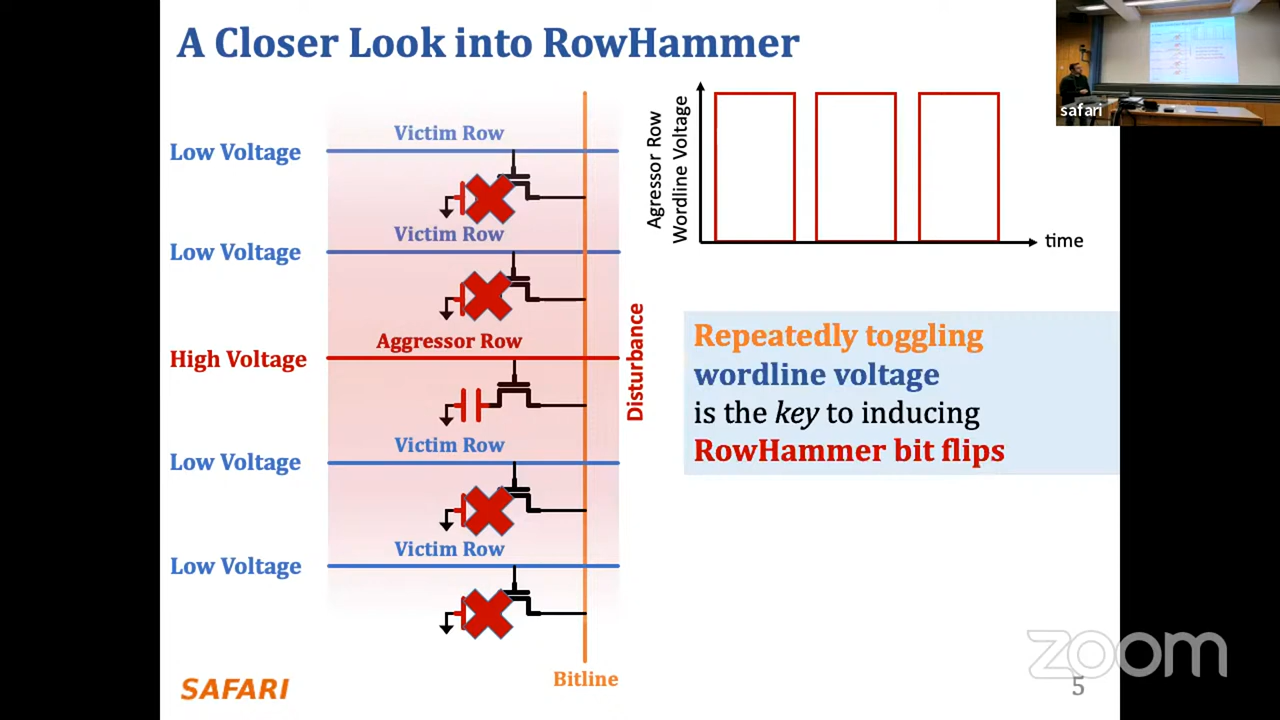 A Closer Look into RowHammer
safari
Victim Row
Low Voltage
Victim Row
Low Voltage
Aggressor Row
High Voltage
Victim Row
Low Voltage
Victim Row
Low Voltage
Disturbance
Bitline
Agressor Row
Wordline Voltage
time
Repeatedly toggling
wordline voltage
is the key to inducing
RowHammer bit flips
zoom
SAFARI
5